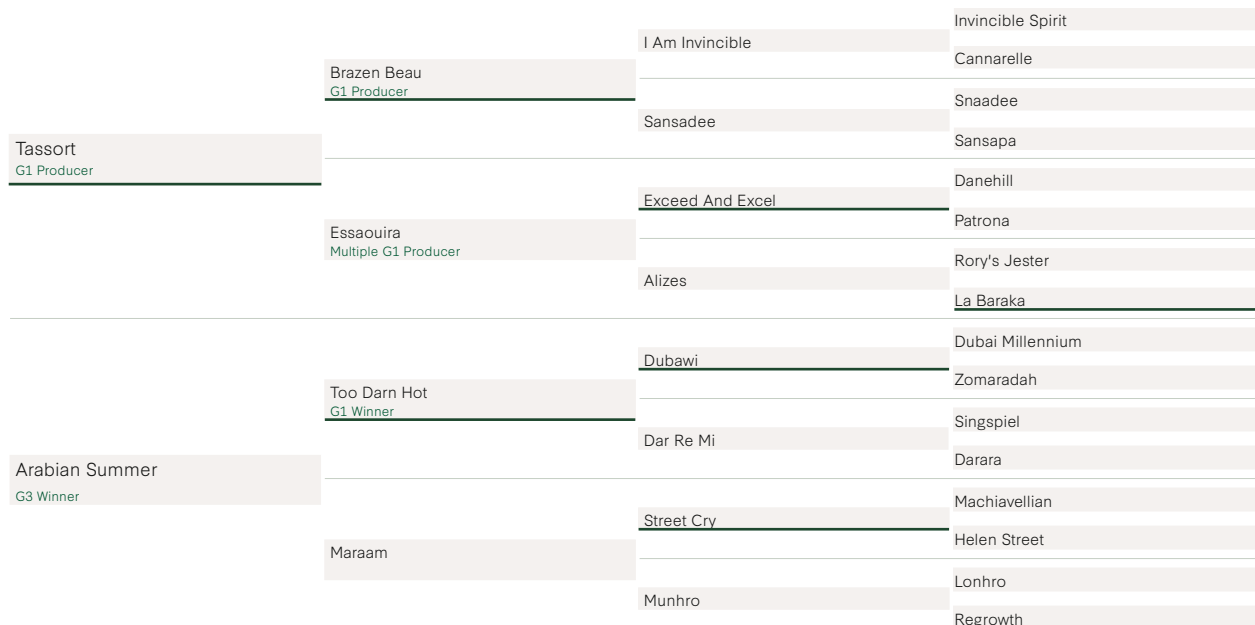 Tassort
G1 Producer
Arabian Summer
G3 Winner
Brazen Beau
G1 Producer
Essaouira
Multiple G1 Producer
Too Darn Hot
G1 Winner
Maraam
I Am Invincible
Sansadee
Exceed And Excel
Alizes
Dubawi
Dar Re Mi
Street Cry
Munhro
Invincible Spirit
Cannarelle
Snaadee
Sansapa
Danehill
Patrona
Rory's Jester
La Baraka
Dubai Millennium
Zomaradah
Singspiel
Darara
Machiavellian
Helen Street
Lonhro
Regrowth